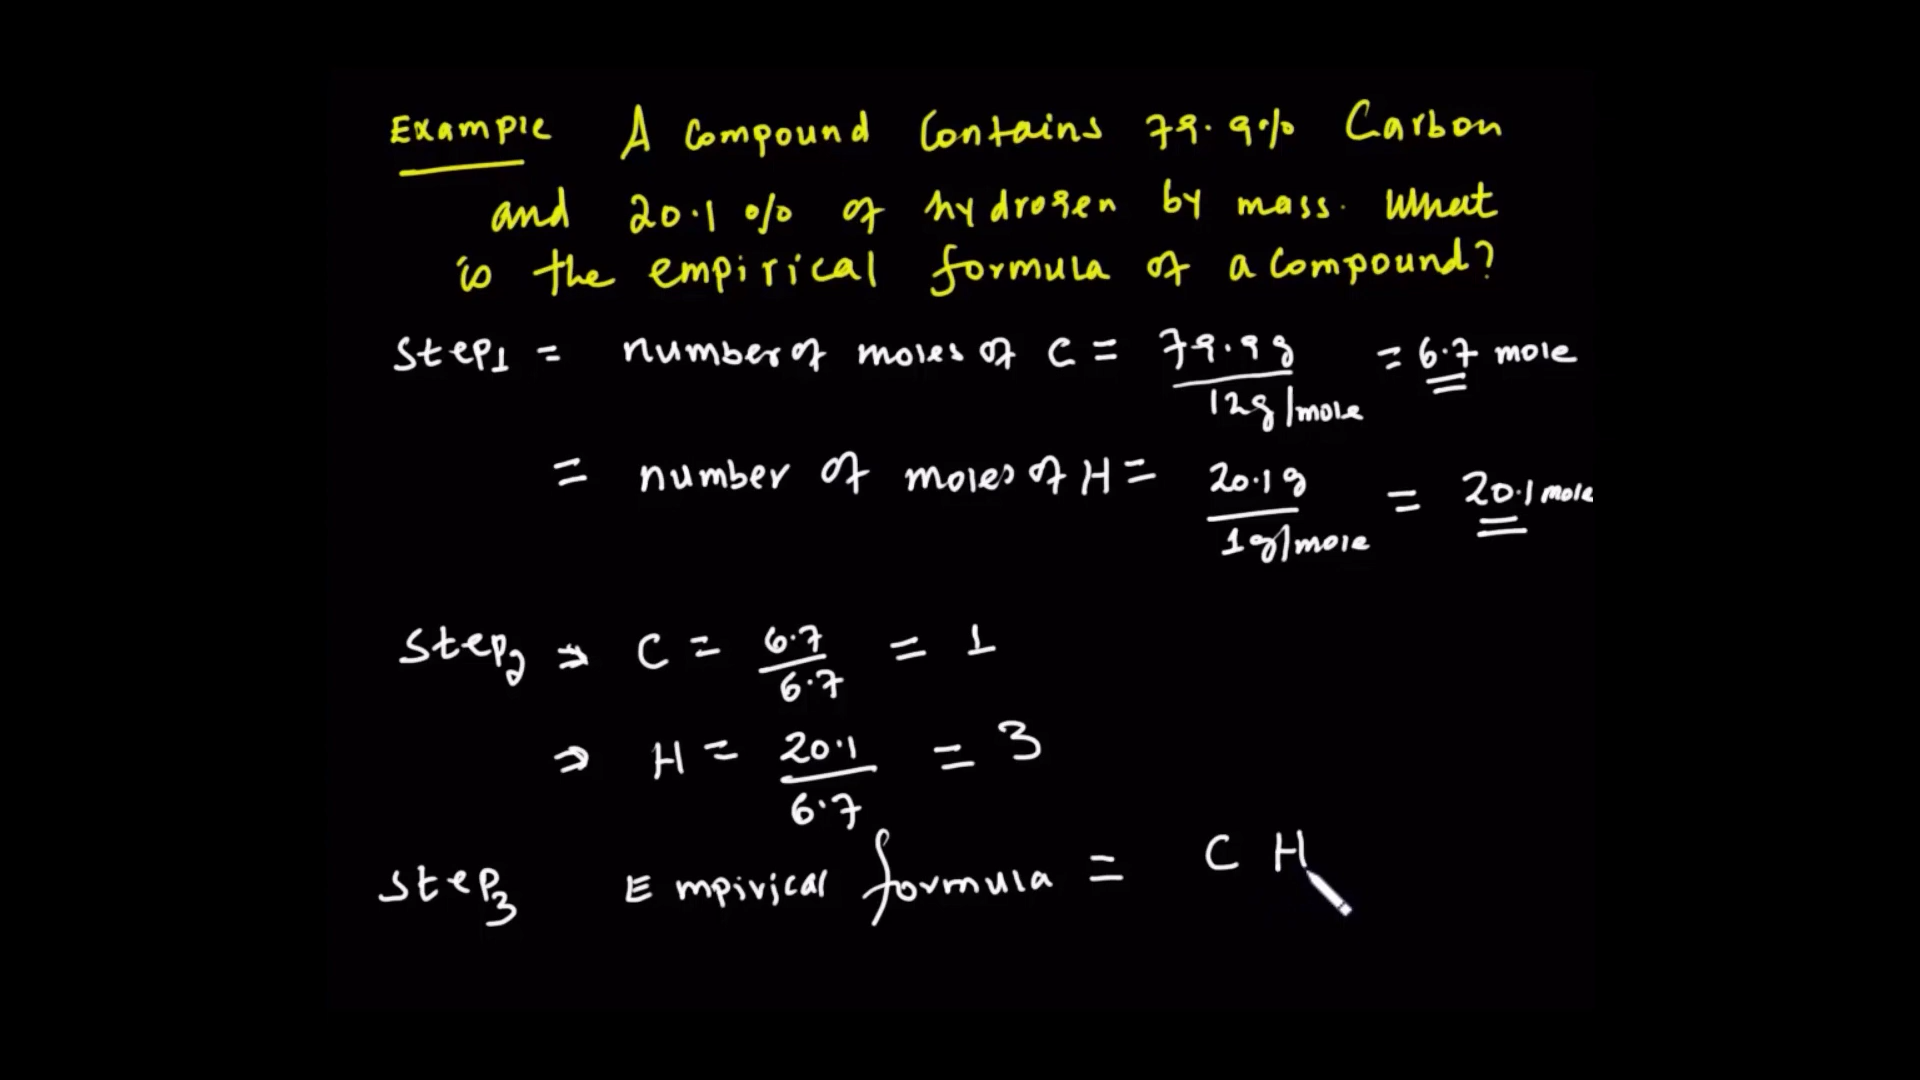 Example A Compound Contains 79.9% Carbon
and 20.1 % of hydrogen by mass. What
is the empirical formula of a Compound?
Step1 = number of moles of C = 79.9g / 12g/mole = 6.7 mole
= number of moles of H = 20.1g / 1g/mole = 20.1 mole
Step2 ⇒ C = 6.7 / 6.7 = 1
⇒ H = 20.1 / 6.7 = 3
Step3 Empirical formula = C H